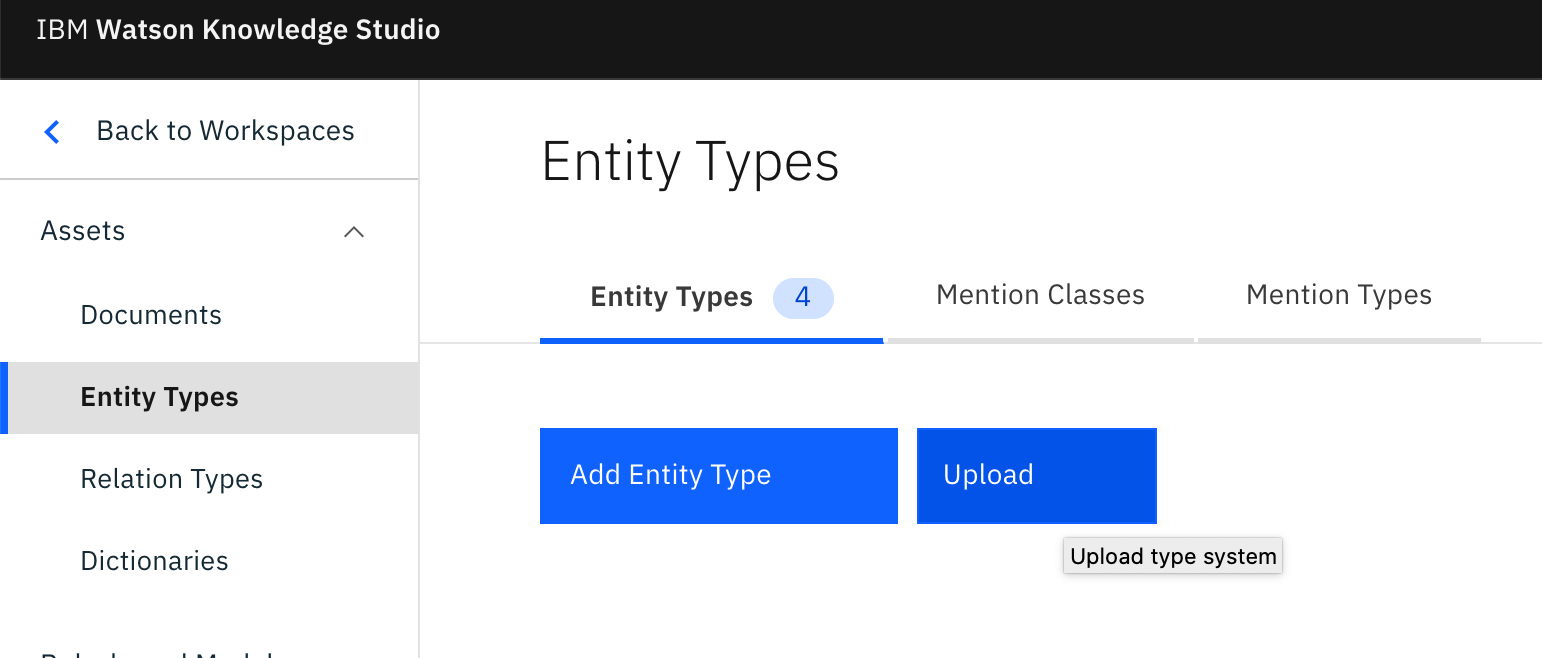 IBM Watson Knowledge Studio
Back to Workspaces
Assets
Documents
Entity Types
Relation Types
Dictionaries
Entity Types
Entity Types 4 Mention Classes Mention Types
Add Entity Type Upload
Upload type system